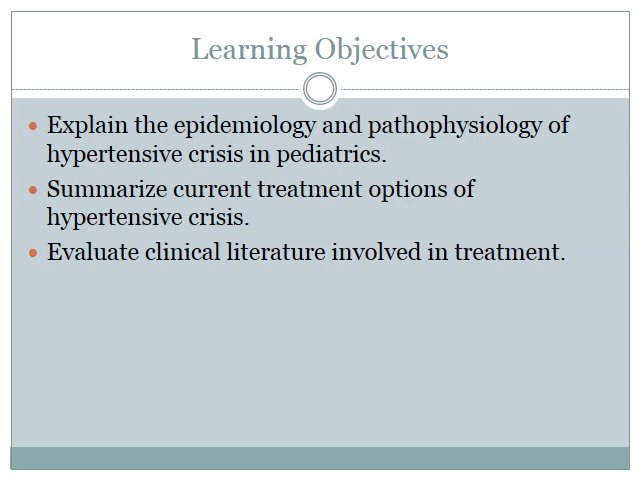 Learning Objectives
• Explain the epidemiology and pathophysiology of
hypertensive crisis in pediatrics.
• Summarize current treatment options of
hypertensive crisis.
• Evaluate clinical literature involved in treatment.